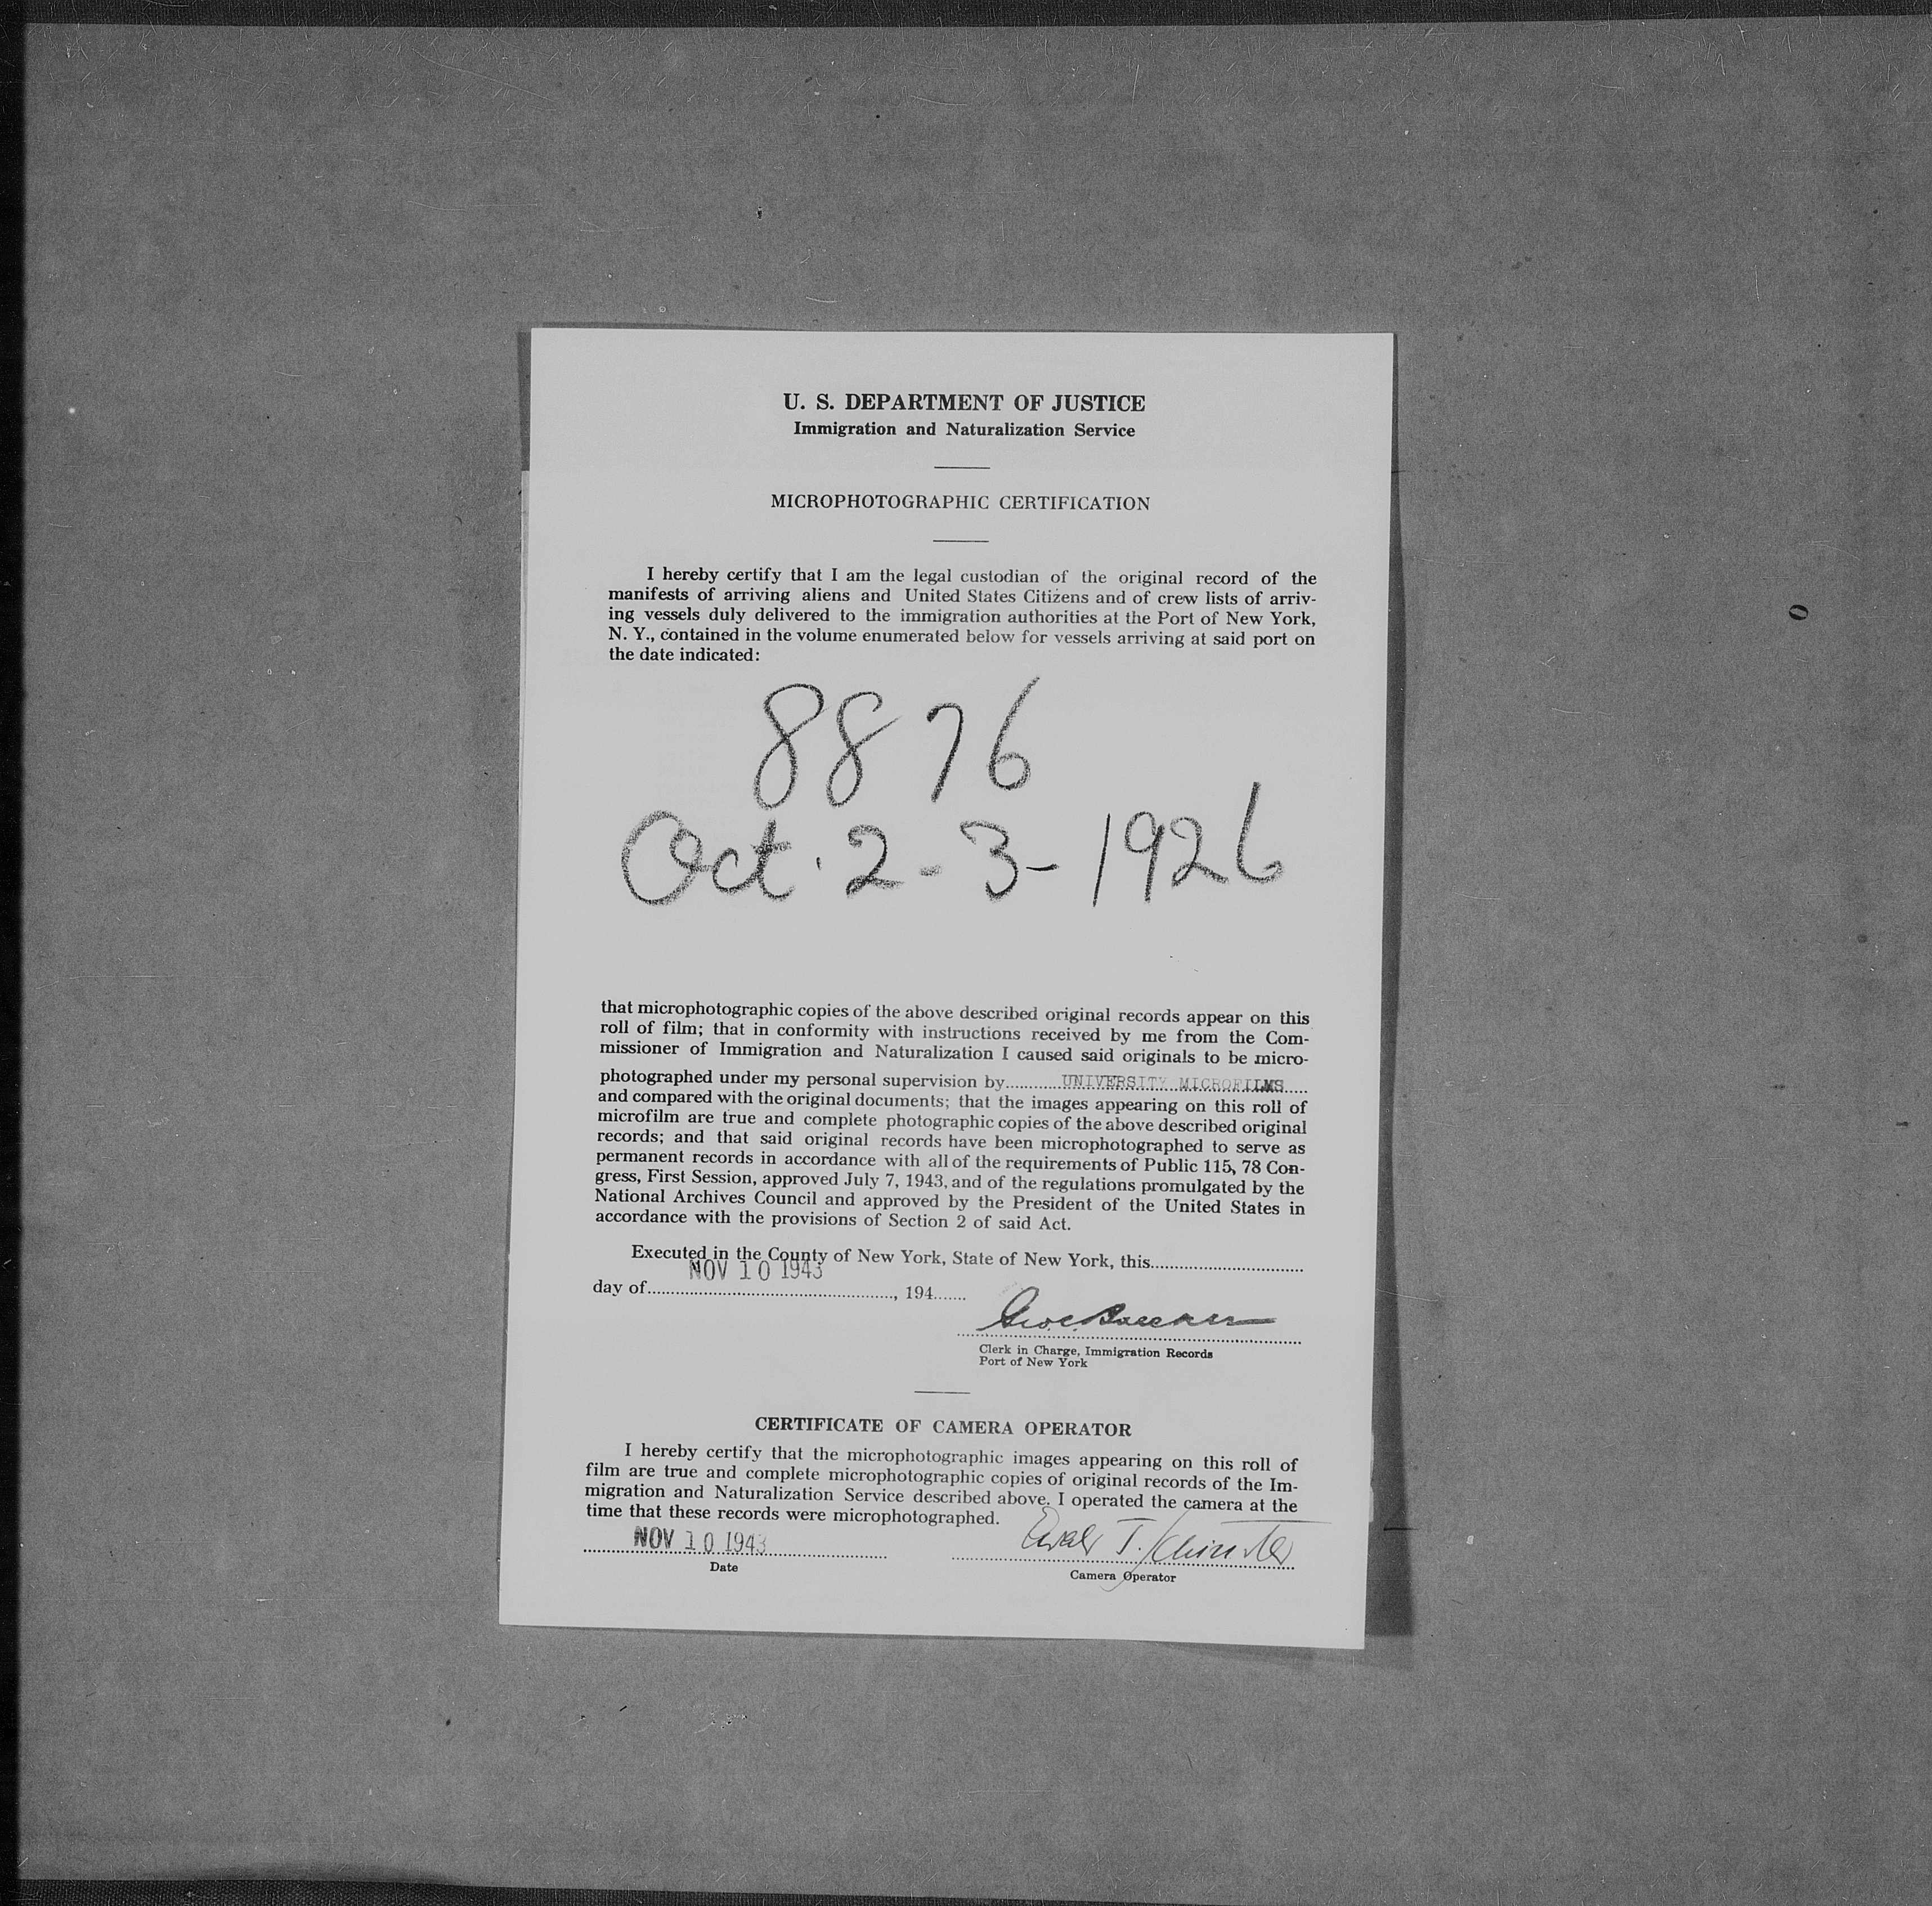 U. S. DEPARTMENT OF JUSTICE
Immigration and Naturalization Service
MICROPHOTOGRAPHIC CERTIFICATION
I hereby certify that I am the legal custodian of the original record of the
manifests of arriving aliens and United States Citizens and of crew lists of arriv-
ing vessels duly delivered to the immigration authorities at the Port of New York,
N. Y., contained in the volume enumerated below for vessels arriving at said port on
the date indicated:
8876
Oct. 2 - 3 - 1926
that microphotographic copies of the above described original records appear on this
roll of film; that in conformity with instructions received by me from the Com-
missioner of Immigration and Naturalization I caused said originals to be micro-
photographed under my personal supervision by UNIVERSITY MICROFILMS
and compared with the original documents; that the images appearing on this roll of
microfilm are true and complete photographic copies of the above described original
records; and that said original records have been microphotographed to serve as
permanent records in accordance with all of the requirements of Public 115, 78 Con-
gress, First Session, approved July 7, 1943, and of the regulations promulgated by the
National Archives Council and approved by the President of the United States in
accordance with the provisions of Section 2 of said Act.
Executed in the County of New York, State of New York, this
NOV 10 1943
day of , 194
Clerk in Charge, Immigration Records
Port of New York
CERTIFICATE OF CAMERA OPERATOR
I hereby certify that the microphotographic images appearing on this roll of
film are true and complete microphotographic copies of original records of the Im-
migration and Naturalization Service described above. I operated the camera at the
time that these records were microphotographed.
NOV 10 1943
Date
Camera Operator
0